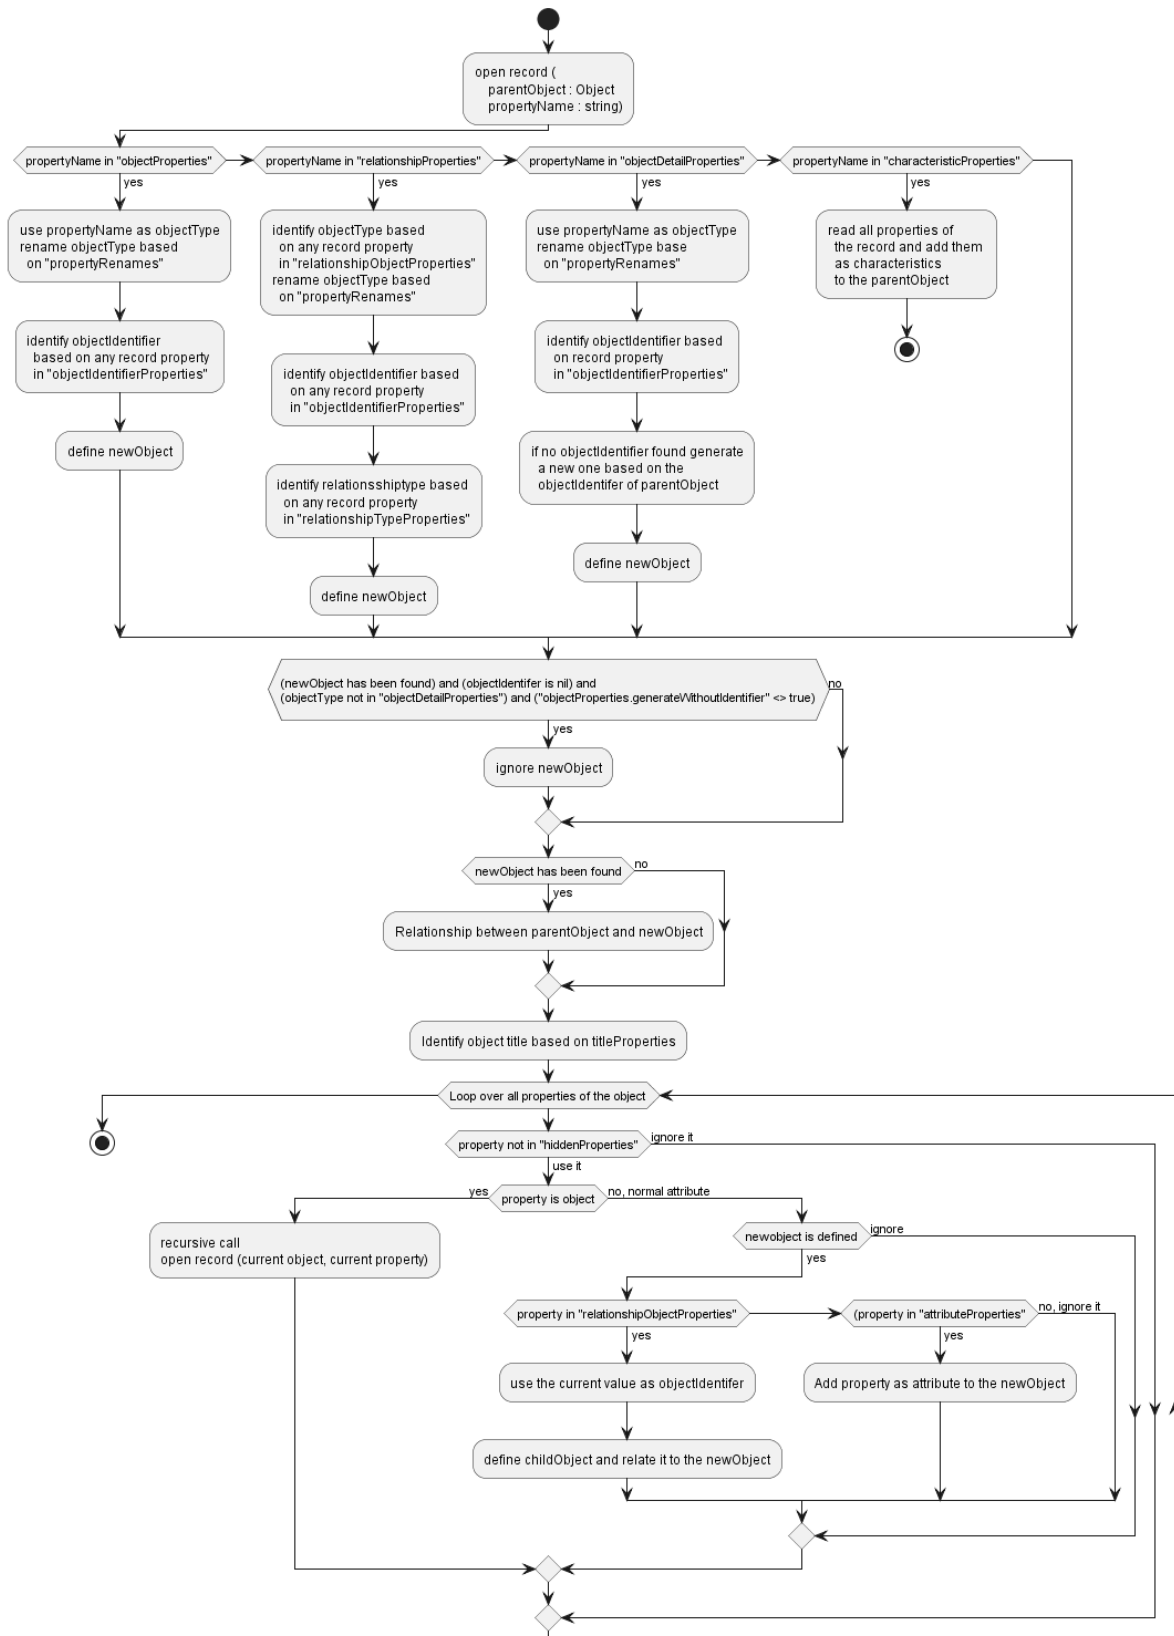 open record (
parentObject : Object
propertyName : string)
propertyName in "objectProperties"
propertyName in "relationshipProperties"
propertyName in "objectDetailProperties"
propertyName in "characteristicProperties"
yes
yes
yes
yes
use propertyName as objectType
rename objectType based
on "propertyRenames"
identify objectType based
on any record property
in "relationshipObjectProperties"
rename objectType based
on "propertyRenames"
use propertyName as objectType
rename objectType base
on "propertyRenames"
read all properties of
the record and add them
as characteristics
to the parentObject
identify objectIdentifier
based on any record property
in "objectIdentifierProperties"
identify objectIdentifier based
on any record property
in "objectIdentifierProperties"
identify objectIdentifier based
on record property
in "objectIdentifierProperties"
define newObject
identify relationsshiptype based
on any record property
in "relationshipTypeProperties"
if no objectIdentifier found generate
a new one based on the
objectIdentifer of parentObject
define newObject
define newObject
(newObject has been found) and (objectIdentifer is nil) and
(objectType not in "objectDetailProperties") and ("objectProperties.generateWithoutIdentifier" <> true)
no
yes
ignore newObject
newObject has been found
no
yes
Relationship between parentObject and newObject
Identify object title based on titleProperties
Loop over all properties of the object
property not in "hiddenProperties"
ignore it
use it
yes
property is object
no, normal attribute
recursive call
open record (current object, current property)
newobject is defined
ignore
yes
property in "relationshipObjectProperties"
(property in "attributeProperties"
no, ignore it
yes
yes
use the current value as objectIdentifer
Add property as attribute to the newObject
define childObject and relate it to the newObject